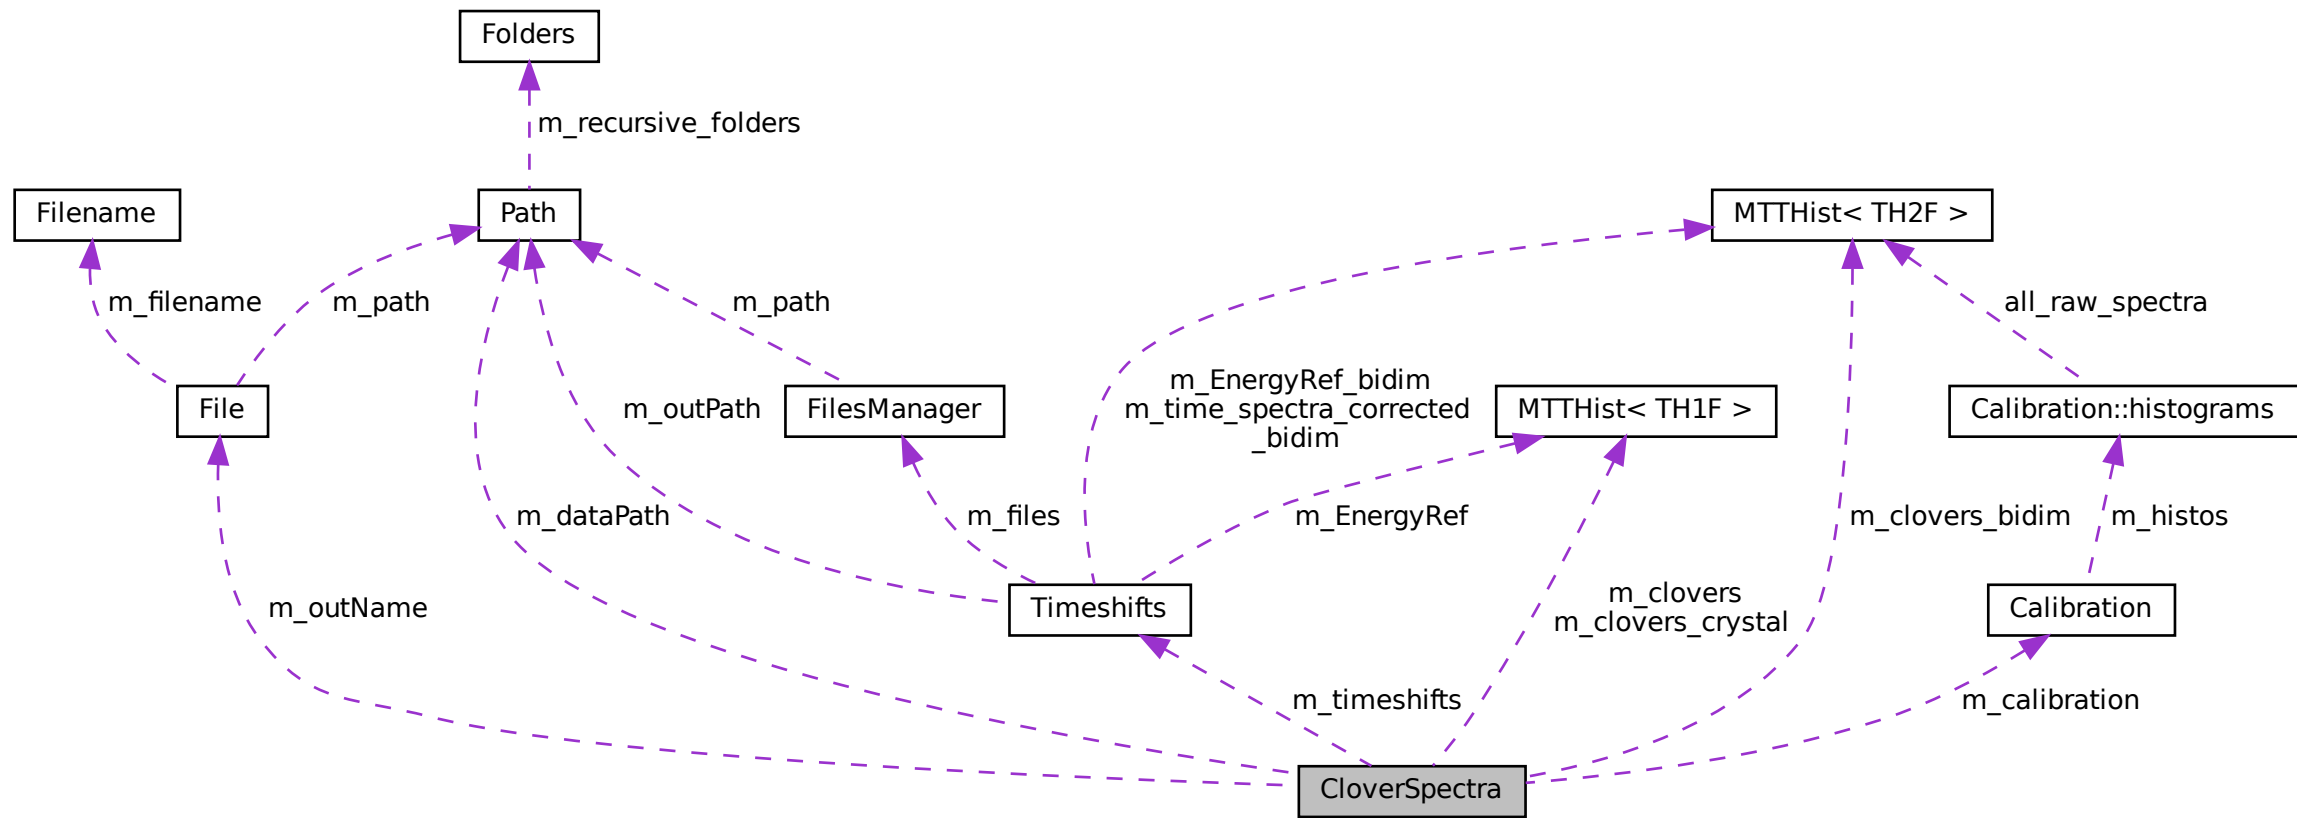 Folders
m_recursive_folders
Filename
Path
MTTHist< TH2F >
m_filename
m_path
m_path
all_raw_spectra
File
m_outPath
FilesManager
m_EnergyRef_bidim
m_time_spectra_corrected
_bidim
MTTHist< TH1F >
Calibration::histograms
m_dataPath
m_files
m_EnergyRef
m_clovers_bidim
m_histos
m_outName
Timeshifts
m_clovers
m_clovers_crystal
Calibration
m_timeshifts
m_calibration
CloverSpectra